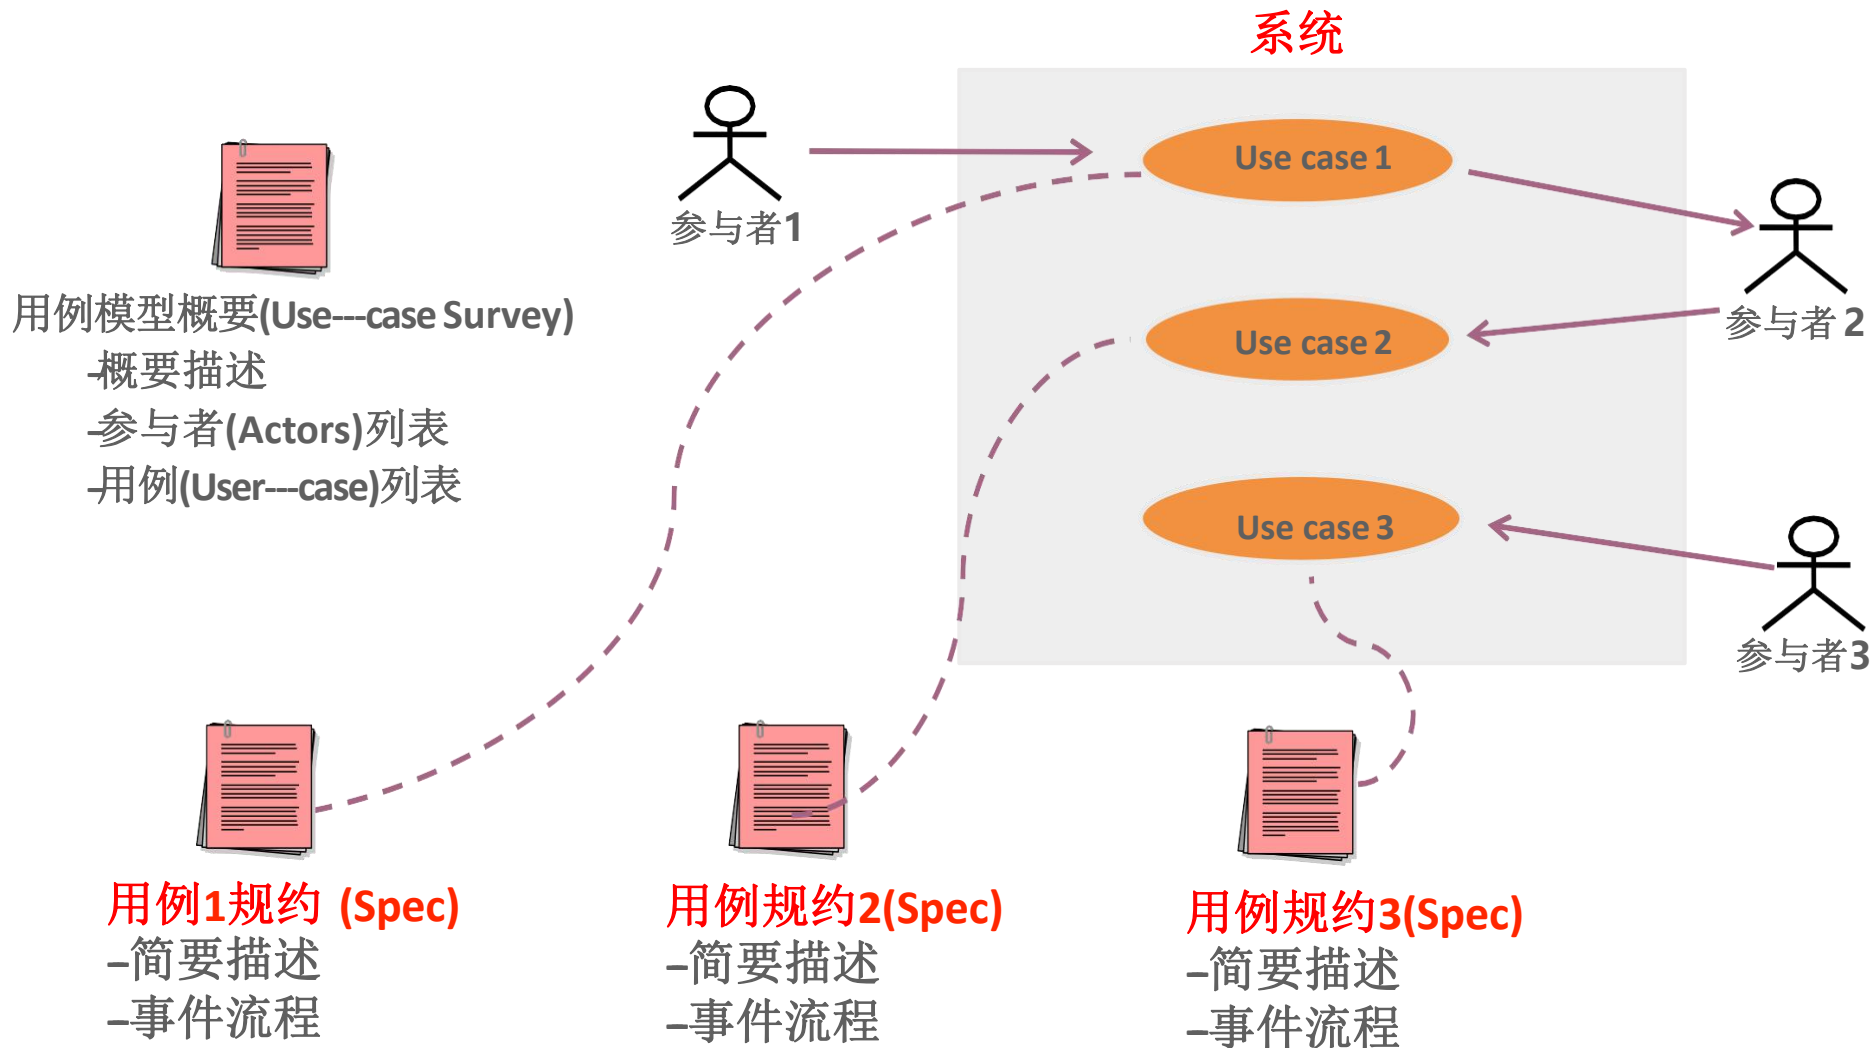 系统
Use case 1
参与者1
用例模型概要(Use---case Survey)
-概要描述
-参与者(Actors)列表
-用例(User---case)列表
Use case 2
参与者 2
Use case 3
参与者3
用例1规约 (Spec)
–简要描述
–事件流程
用例规约2(Spec)
–简要描述
–事件流程
用例规约3(Spec)
–简要描述
–事件流程